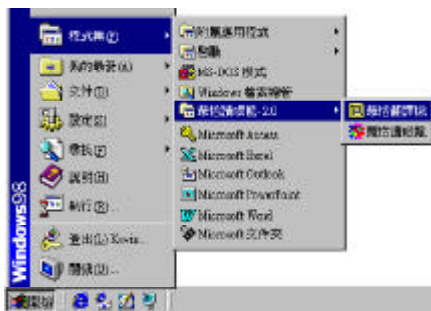 程式集(P)
我的最愛(A)
文件(D)
設定(S)
尋找(F)
說明(H)
執行(R)...
登出(L) Kevin...
關機(U)...
Windows98
開始
附屬應用程式
啟動
MS-DOS 模式
Windows 檔案總管
2.0
Microsoft Access
Microsoft Excel
Microsoft Outlook
Microsoft PowerPoint
Microsoft Word
Microsoft 文件夾